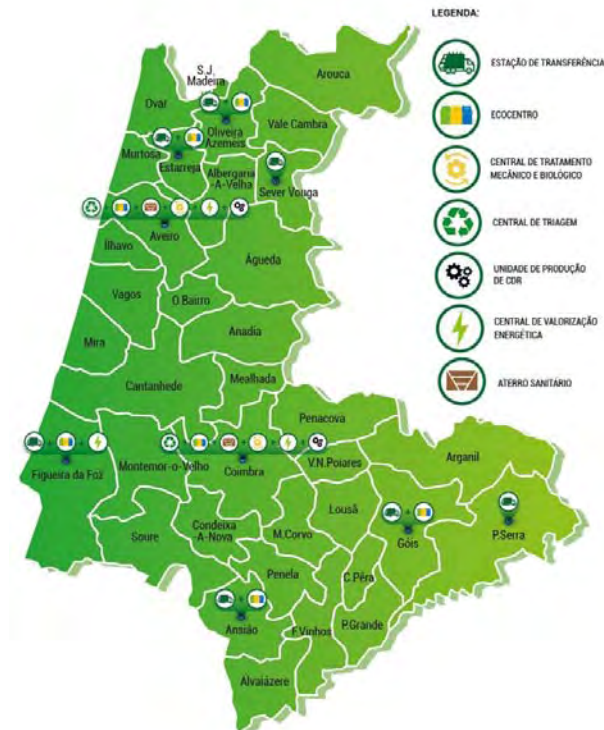 LEGENDA:
ESTAÇÃO DE TRANSFERÊNCIA
ECOCENTRO
CENTRAL DE TRATAMENTO
MECÂNICO E BIOLÓGICO
CENTRAL DE TRIAGEM
UNIDADE DE PRODUÇÃO
DE CDR
CENTRAL DE VALORIZAÇÃO
ENERGÉTICA
ATERRO SANITÁRIO
Arouca
S.J.
Madeira
Ovar
Oliveira
Azemeis
Vale Cambra
Murtosa
Estarreja
Albergaria
-A-Velha
Sever Vouga
Aveiro
Ílhavo
Águeda
Vagos
O.Bairro
Anadia
Mira
Mealhada
Cantanhede
Penacova
Figueira da Foz
Montemor-o-Velho
Coimbra
V.N.Poiares
Arganil
Lousã
Soure
Condeixa
-A-Nova
M.Corvo
Góis
P.Serra
Penela
C.Pêra
Ansião
F.Vinhos
P.Grande
Alvaiázere